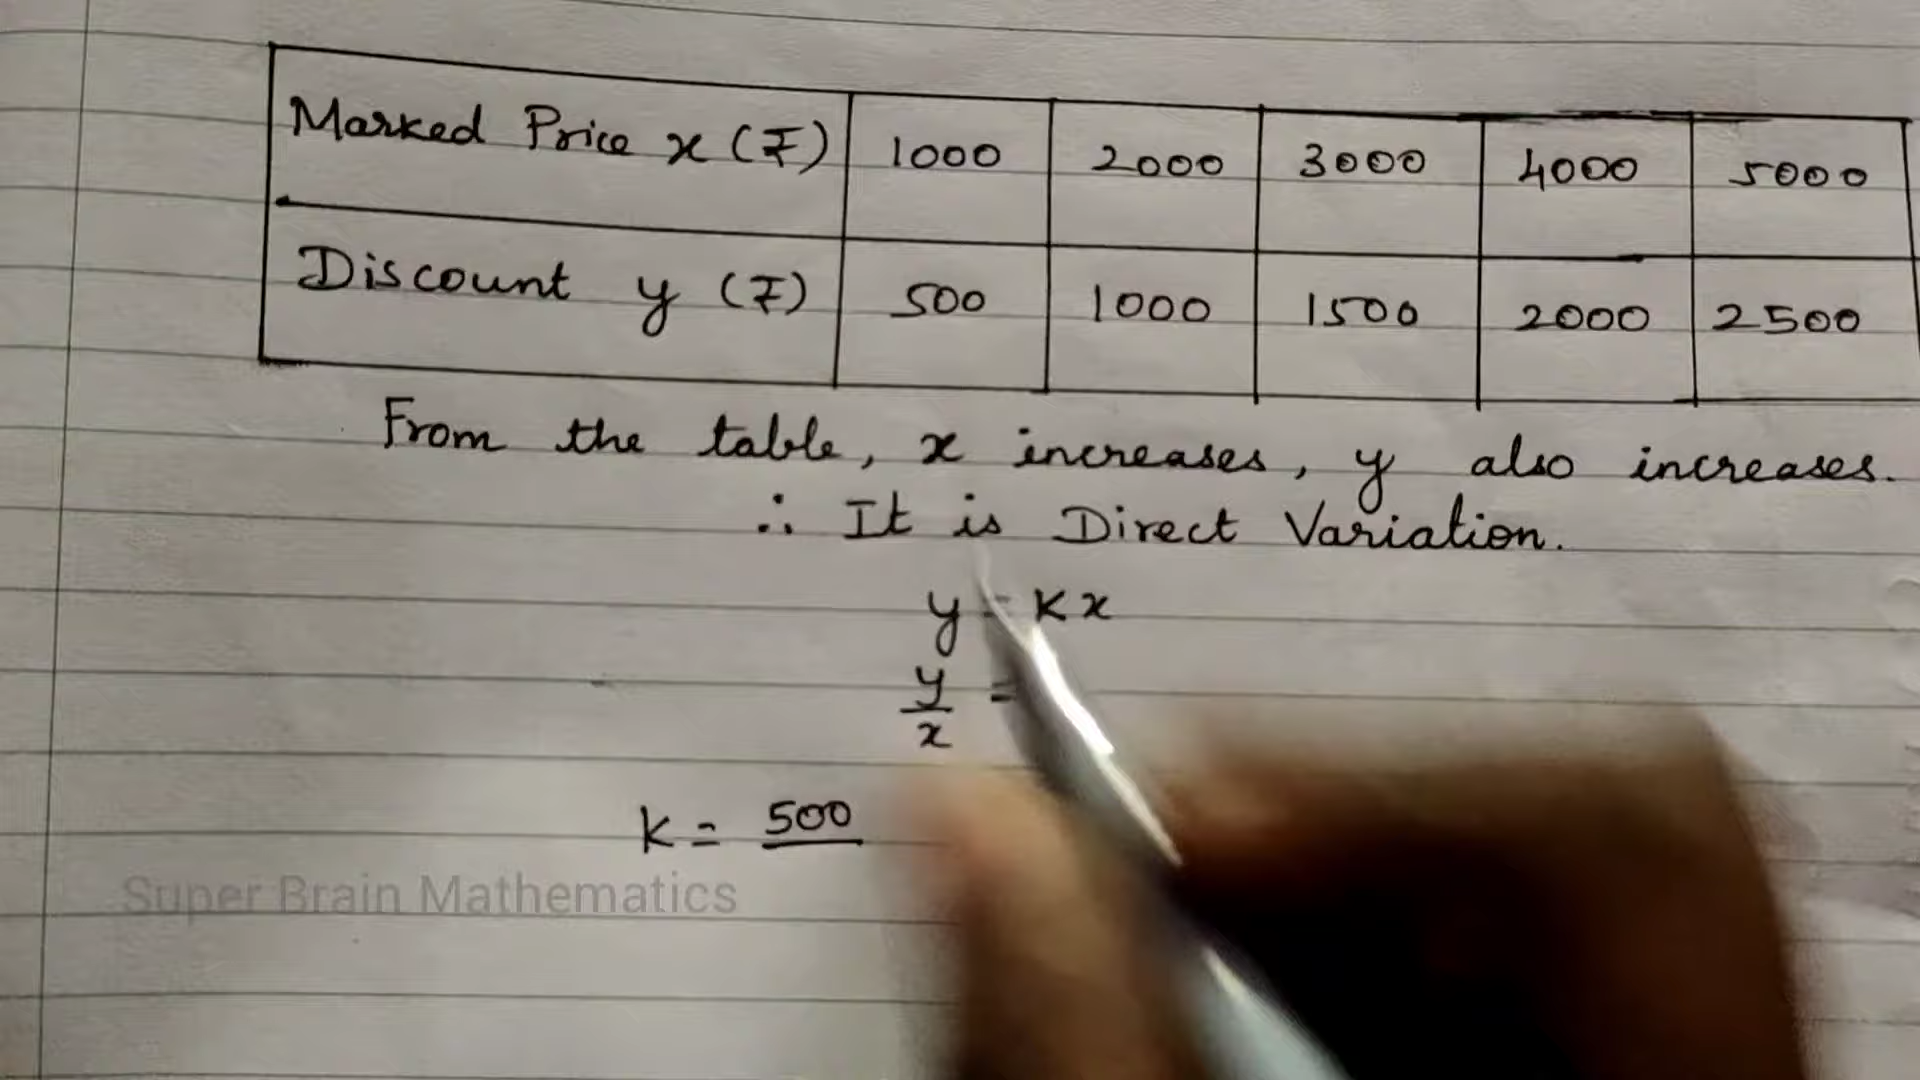 Marked Price x (₹) 1000 2000 3000 4000 5000
Discount y (₹) 500 1000 1500 2000 2500
From the table, x increases, y also increases.
∴ It is Direct Variation.
y = Kx
y/x =
K = 500
Super Brain Mathematics